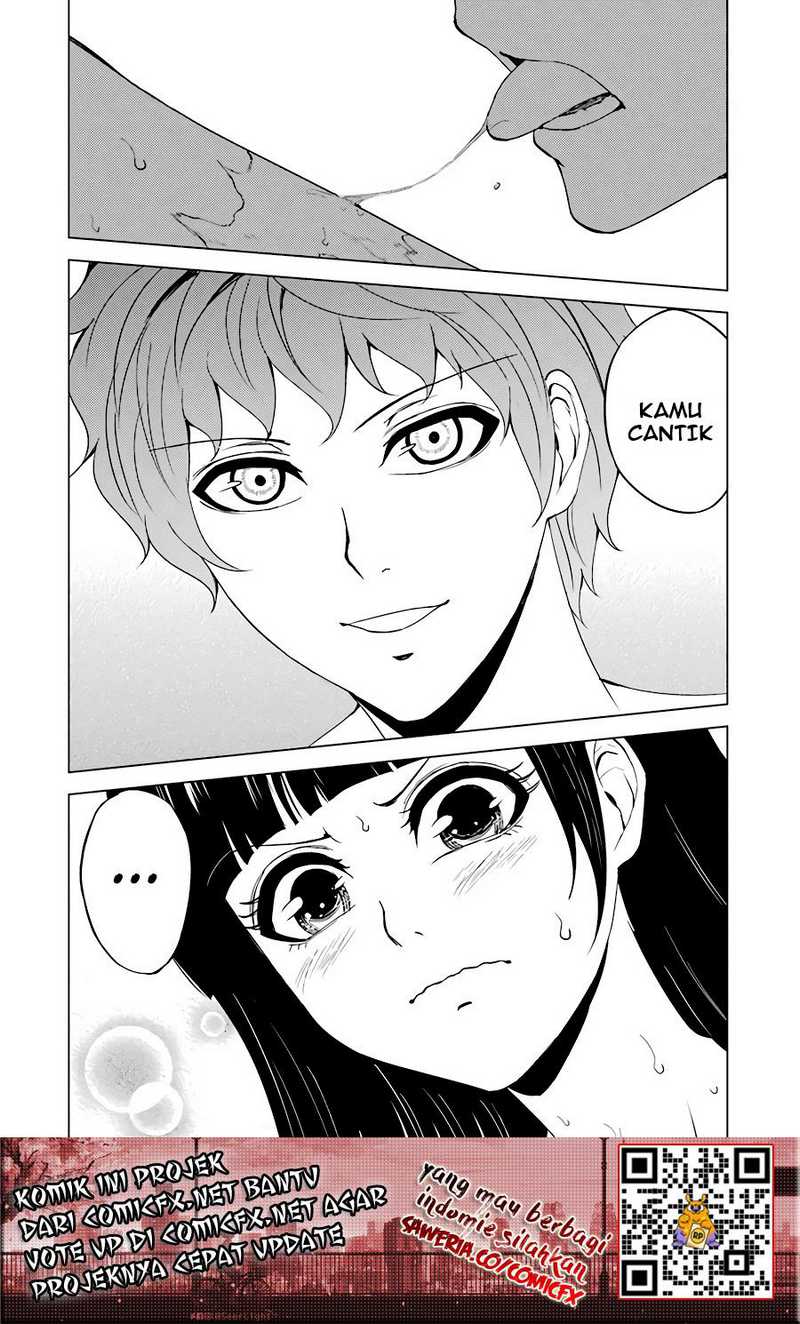 KAMU
CANTIK
...
KOMIK INI PROJEK
DARI COMICFX.NET BANTU
VOTE UP DI COMICFX.NET AGAR
PROJEKNYA CEPAT UPDATE
yang mau berbagi
indomie silahkan
SAWERIA.CO/COMICFX
RP